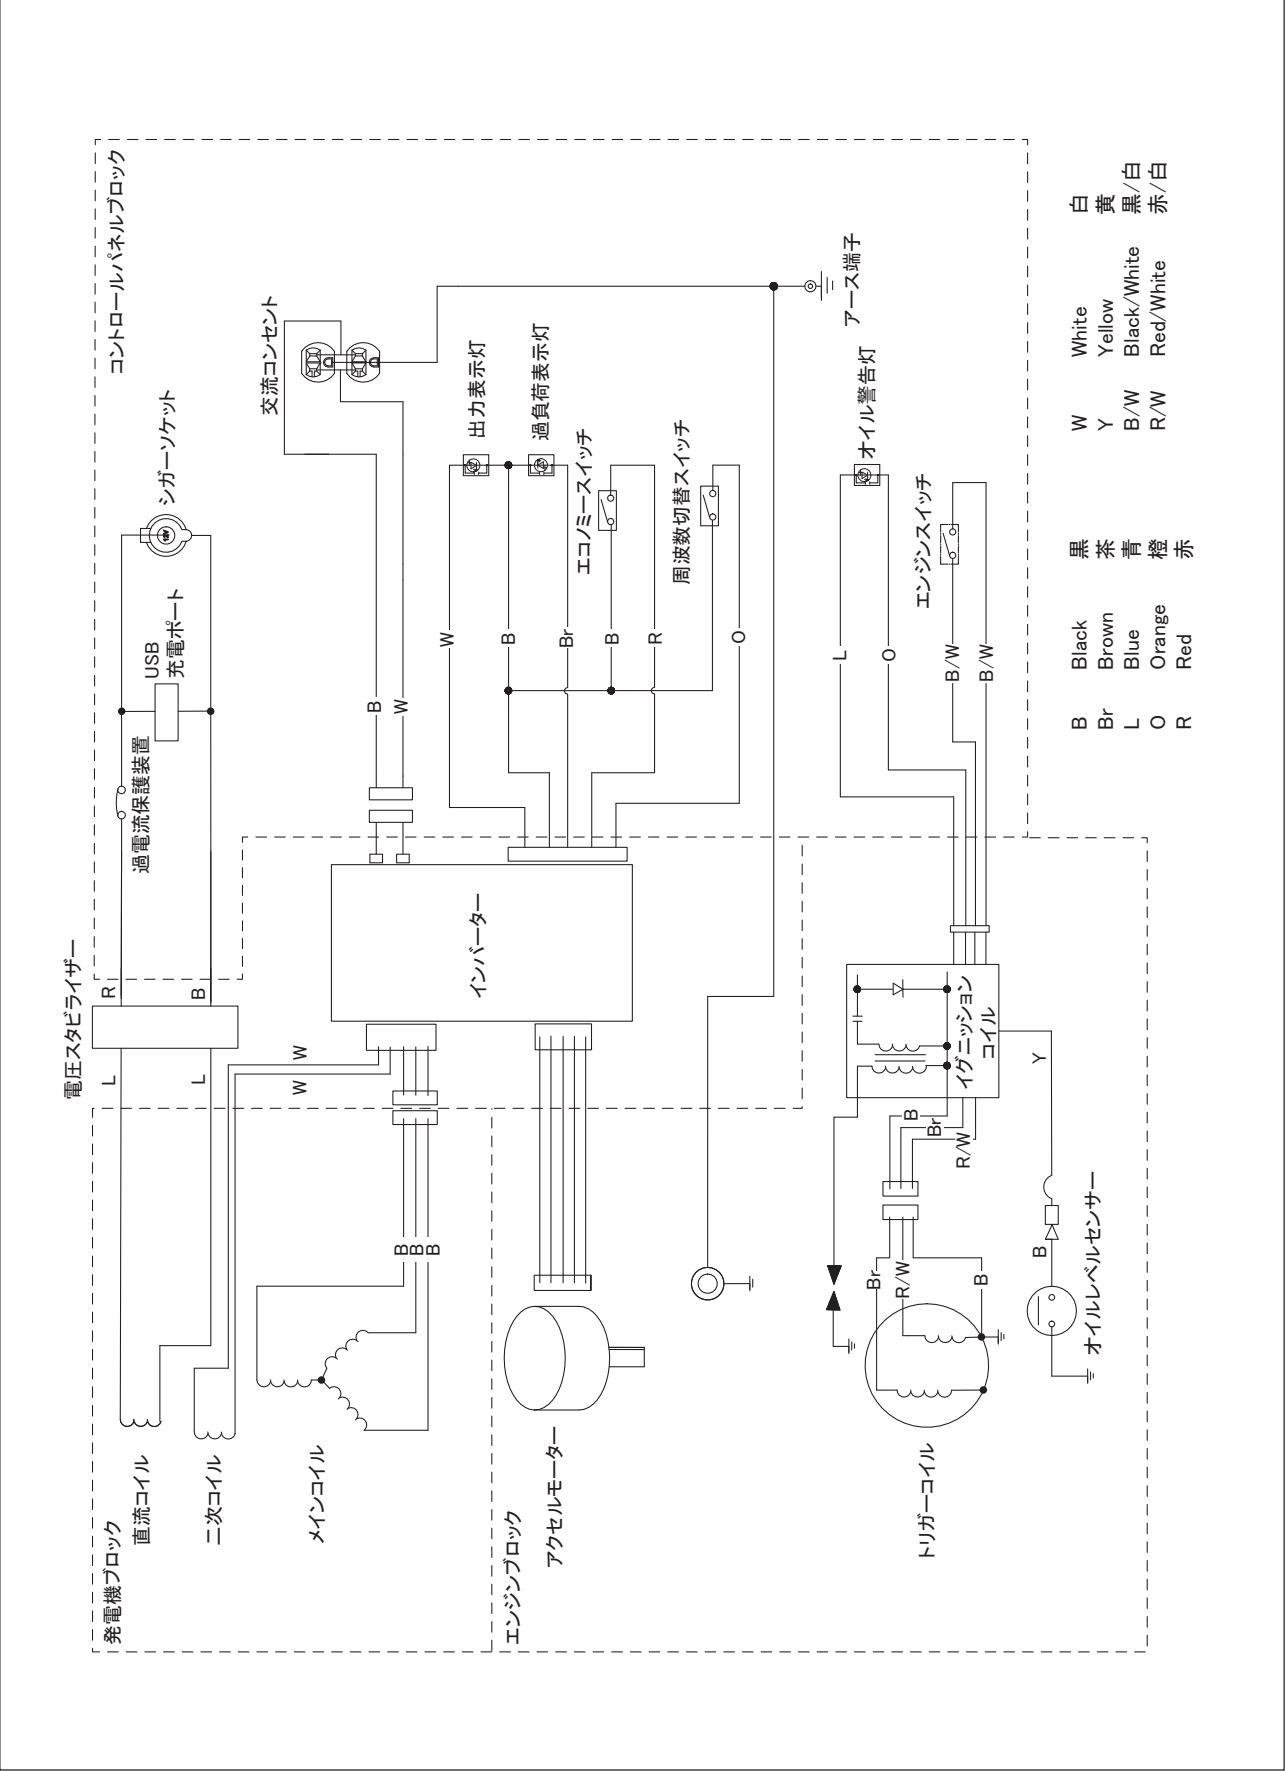 コントロールパネルブロック
シガーソケット
12V
USB
充電ポート
過電流保護装置
電圧スタビライザー
R
B
L
L
発電機ブロック
直流コイル
二次コイル
メインコイル
W
W
B
B
B
交流コンセント
B
W
インバーター
出力表示灯
過負荷表示灯
エコノミースイッチ
周波数切替スイッチ
W
B
Br
B
R
O
アース端子
エンジンブロック
アクセルモーター
オイル警告灯
エンジンスイッチ
L
O
B/W
B/W
イグニッション
コイル
B
Br
R/W
Y
Br
R/W
B
トリガーコイル
B
オイルレベルセンサー
B Black 黒
Br Brown 茶
L Blue 青
O Orange 橙
R Red 赤
W White 白
Y Yellow 黄
B/W Black/White 黒/白
R/W Red/White 赤/白